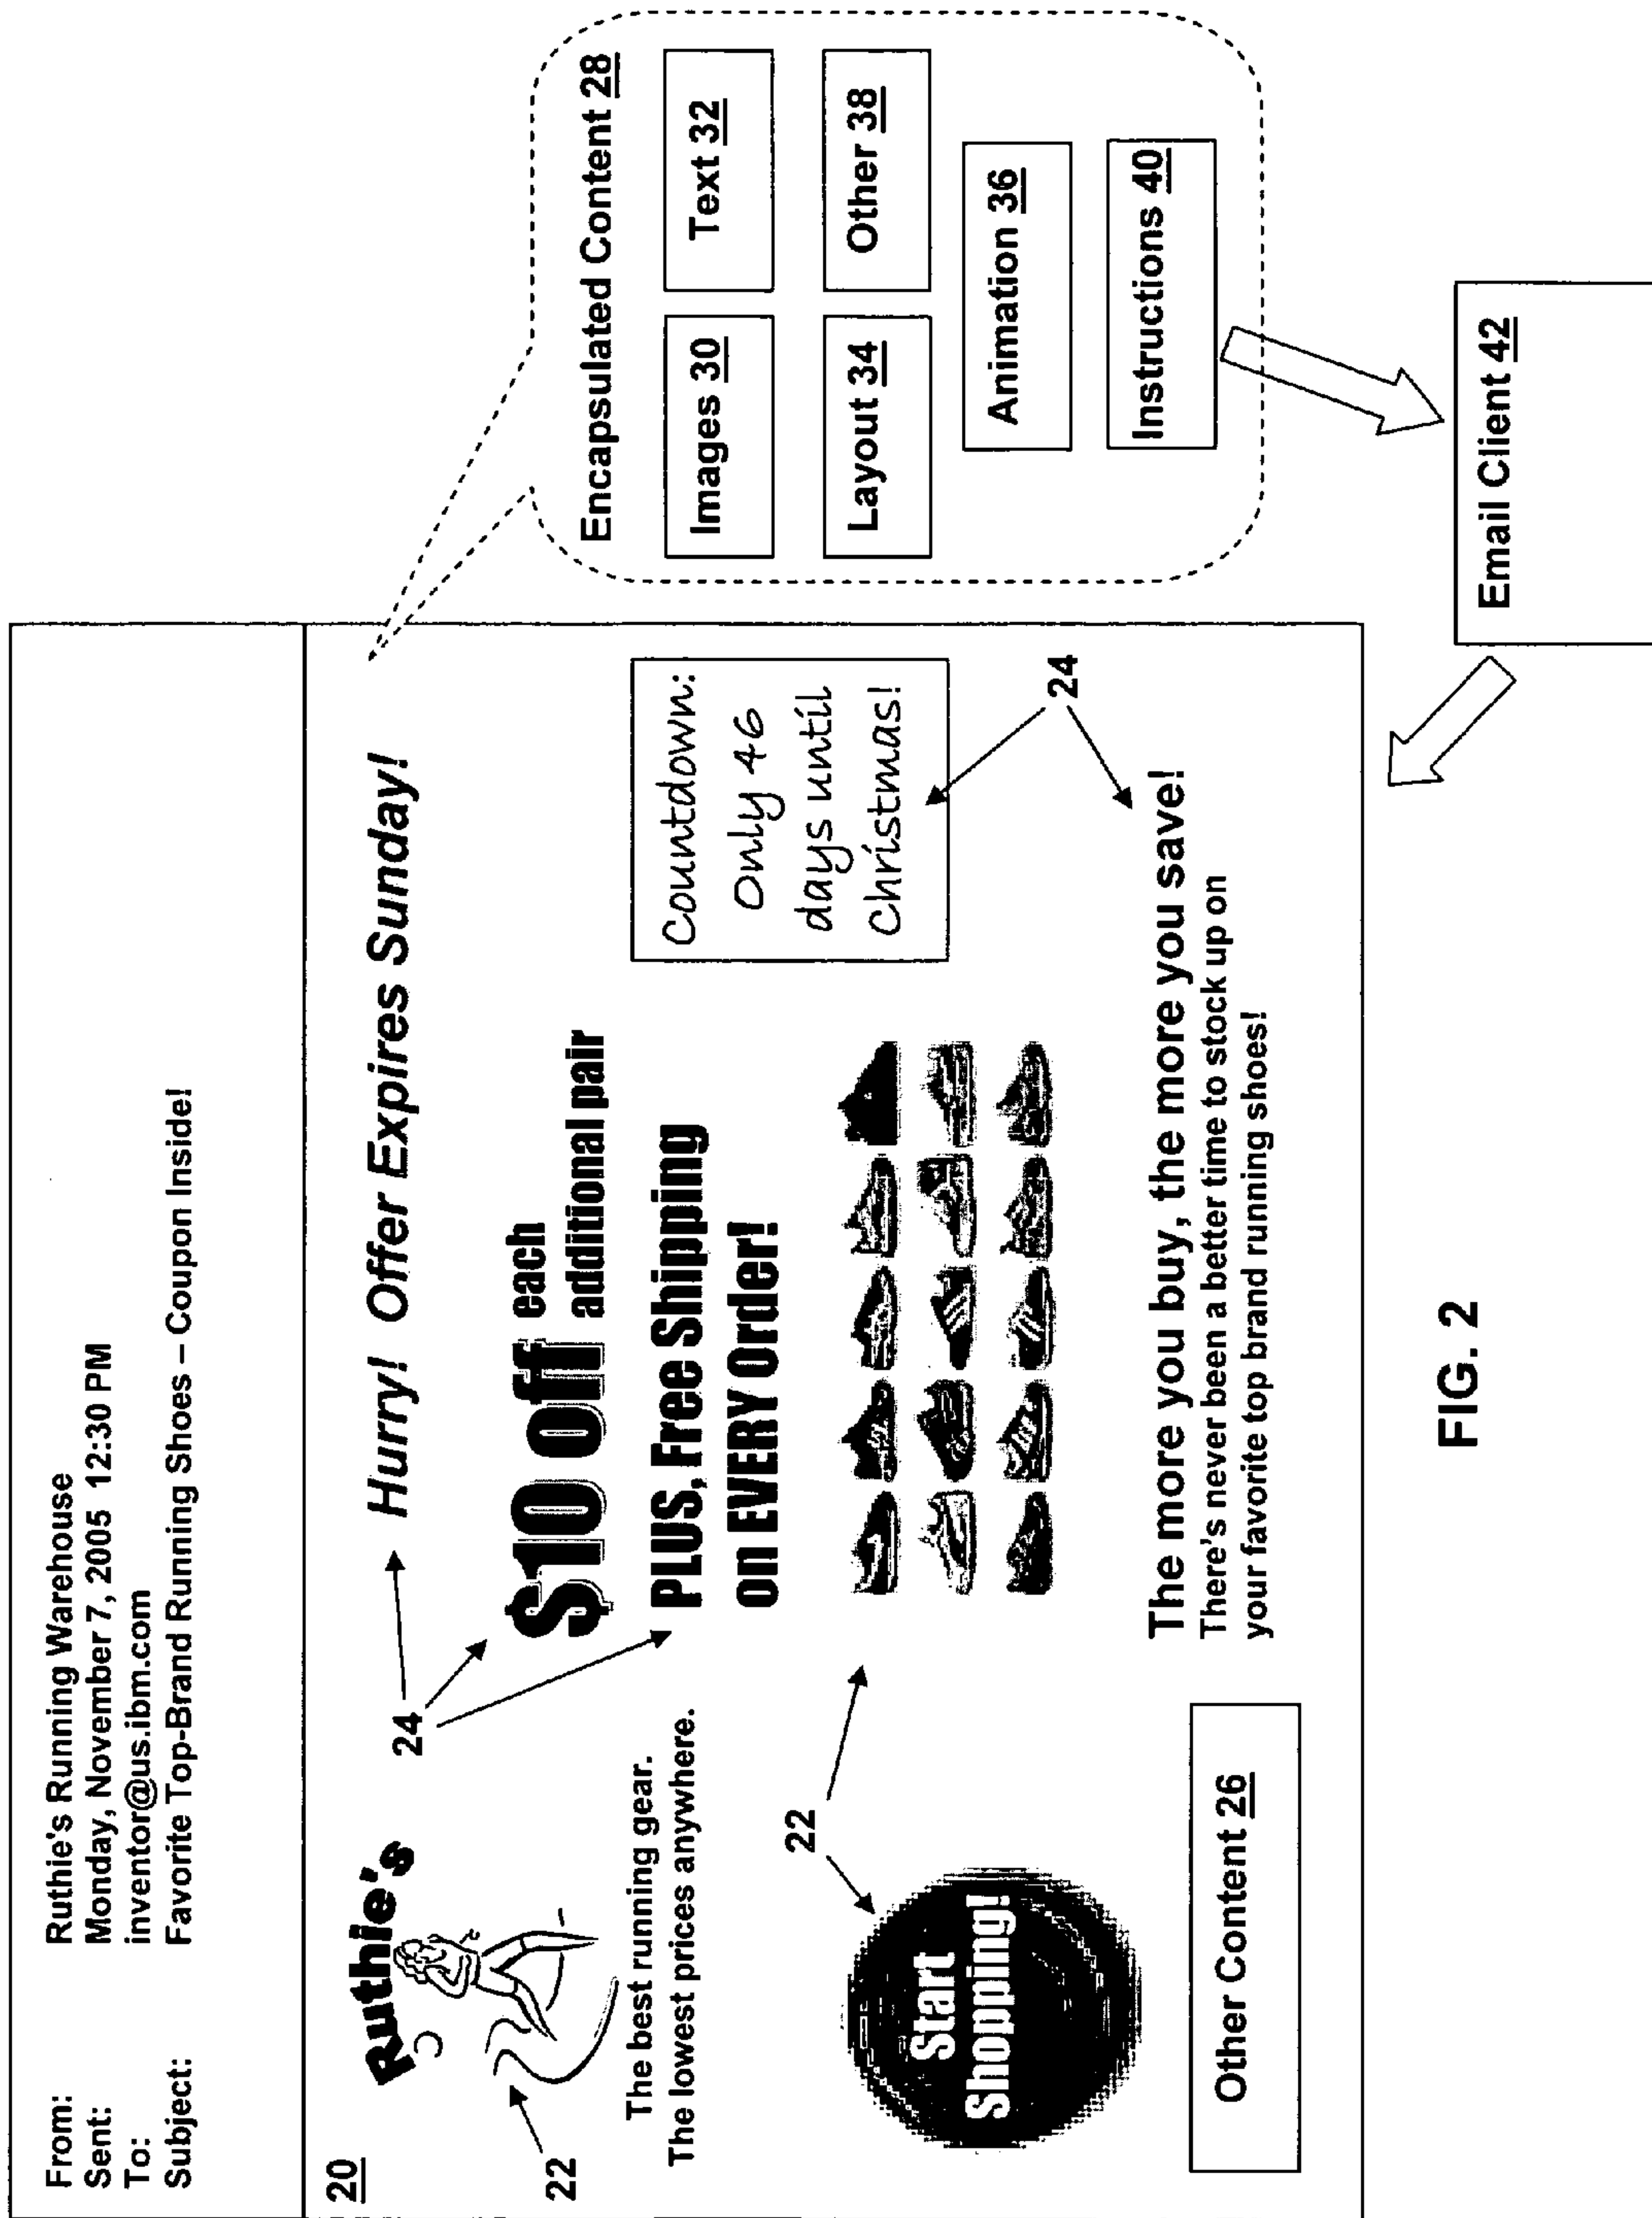 From: Ruthie's Running Warehouse
Sent: Monday, November 7, 2005 12:30 PM
To: inventor@us.ibm.com
Subject: Favorite Top-Brand Running Shoes – Coupon Inside!
20
Ruthie's
22
The best running gear.
The lowest prices anywhere.
24
Hurry! Offer Expires Sunday!
$10 Off each
additional pair
PLUS, Free Shipping
on EVERY Order!
Countdown:
Only 46
days until
Christmas!
24
22
Start
Shopping!
The more you buy, the more you save!
There's never been a better time to stock up on
your favorite top brand running shoes!
Other Content 26
Encapsulated Content 28
Images 30
Text 32
Layout 34
Other 38
Animation 36
Instructions 40
Email Client 42
FIG. 2